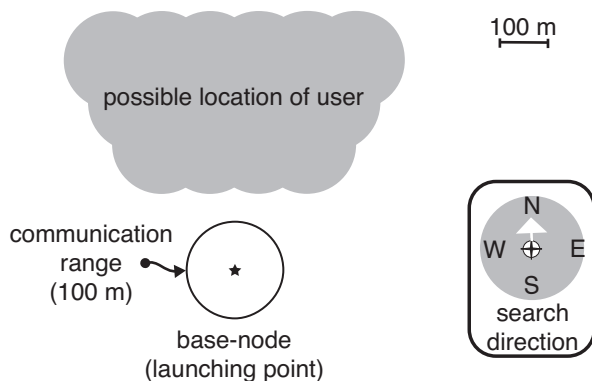 100 m
possible location of user
communication
range
(100 m)
base-node
(launching point)
N
W E
S
search
direction